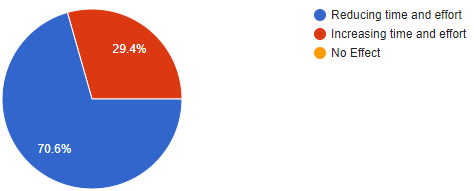 Reducing time and effort
Increasing time and effort
No Effect
29.4%
70.6%